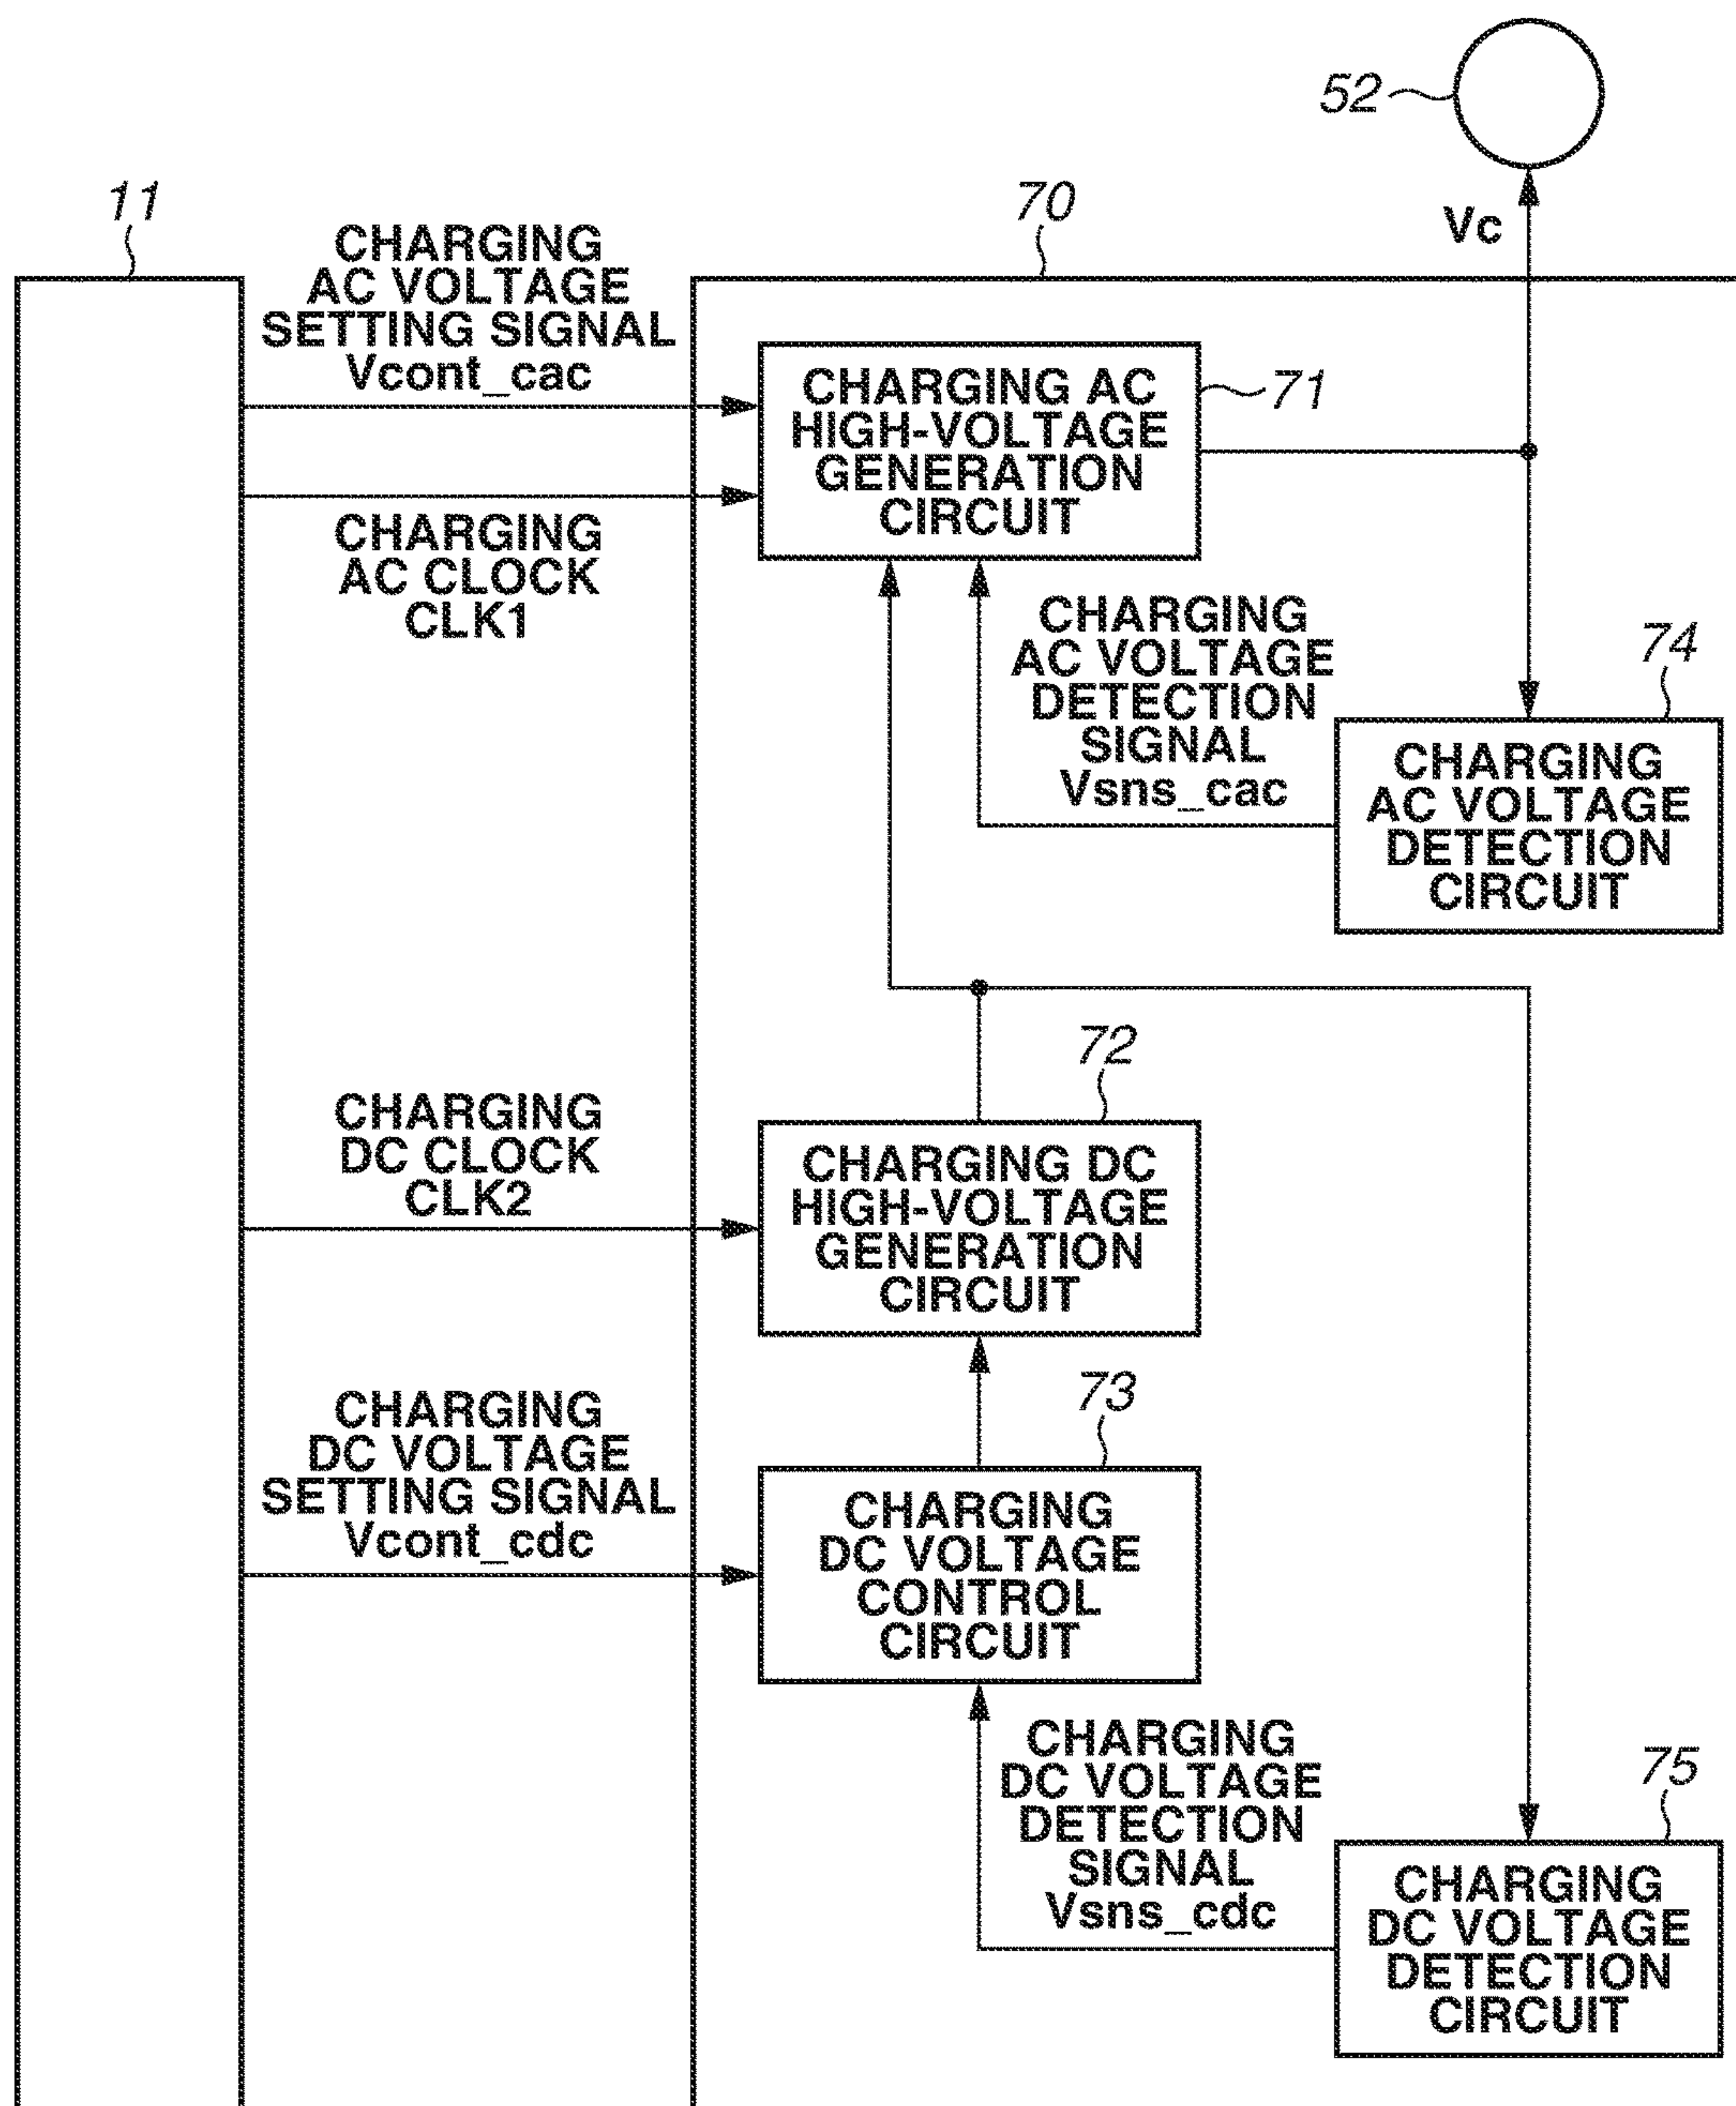 52
11
70
Vc
CHARGING
AC VOLTAGE
SETTING SIGNAL
Vcont_cac
CHARGING AC
HIGH-VOLTAGE
GENERATION
CIRCUIT
71
CHARGING
AC CLOCK
CLK1
CHARGING
AC VOLTAGE
DETECTION
SIGNAL
Vsns_cac
74
CHARGING
AC VOLTAGE
DETECTION
CIRCUIT
72
CHARGING
DC CLOCK
CLK2
CHARGING DC
HIGH-VOLTAGE
GENERATION
CIRCUIT
73
CHARGING
DC VOLTAGE
SETTING SIGNAL
Vcont_cdc
CHARGING
DC VOLTAGE
CONTROL
CIRCUIT
CHARGING
DC VOLTAGE
DETECTION
SIGNAL
Vsns_cdc
75
CHARGING
DC VOLTAGE
DETECTION
CIRCUIT